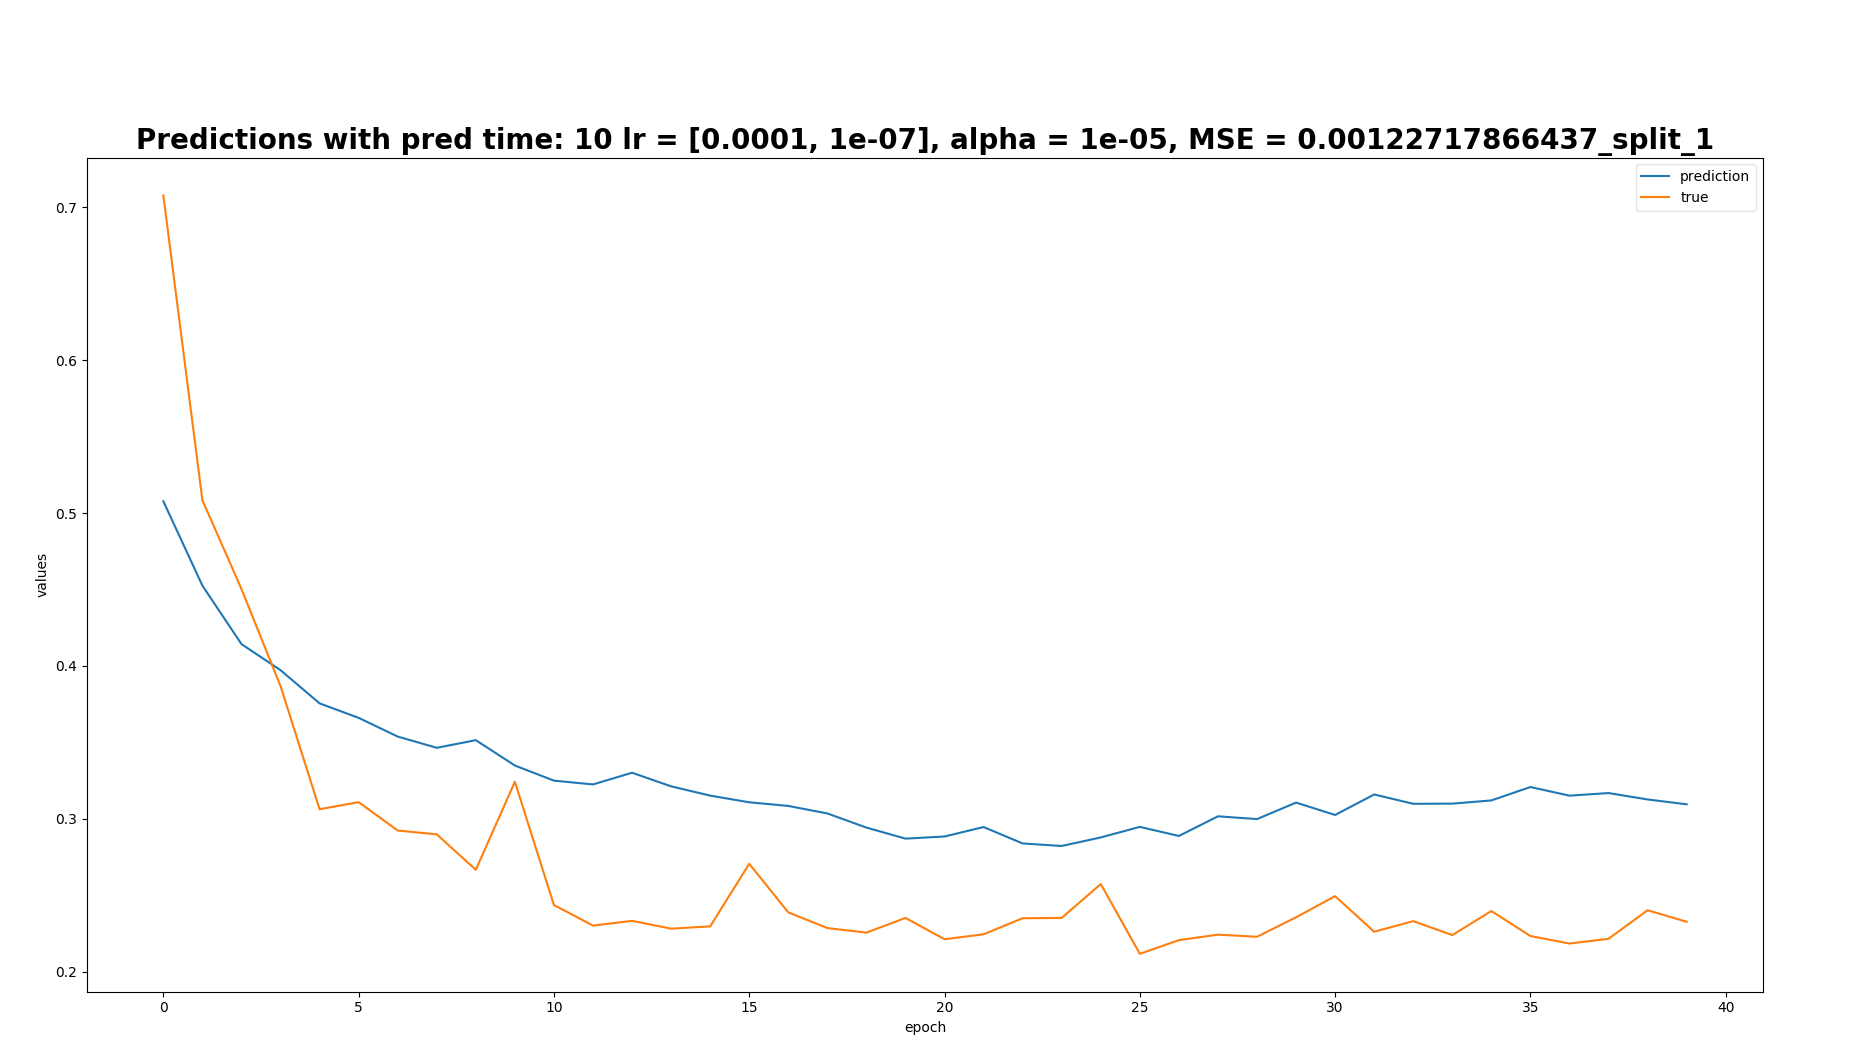 Predictions with pred time: 10 lr = [0.0001, 1e-07], alpha = 1e-05, MSE = 0.00122717866437_split_1
prediction
true
0.7
0.6
0.5
0.4
0.3
0.2
values
0 5 10 15 20 25 30 35 40
epoch